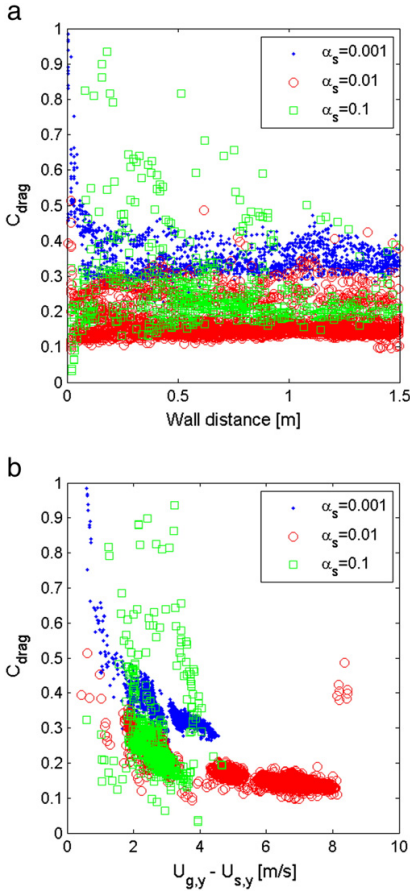 a
1
0.9
0.8
0.7
0.6
0.5
0.4
0.3
0.2
0.1
0
C_drag
α_s=0.001
α_s=0.01
α_s=0.1
0 0.5 1 1.5
Wall distance [m]
b
1
0.9
0.8
0.7
0.6
0.5
0.4
0.3
0.2
0.1
0
C_drag
α_s=0.001
α_s=0.01
α_s=0.1
0 2 4 6 8 10
U_g,y - U_s,y [m/s]